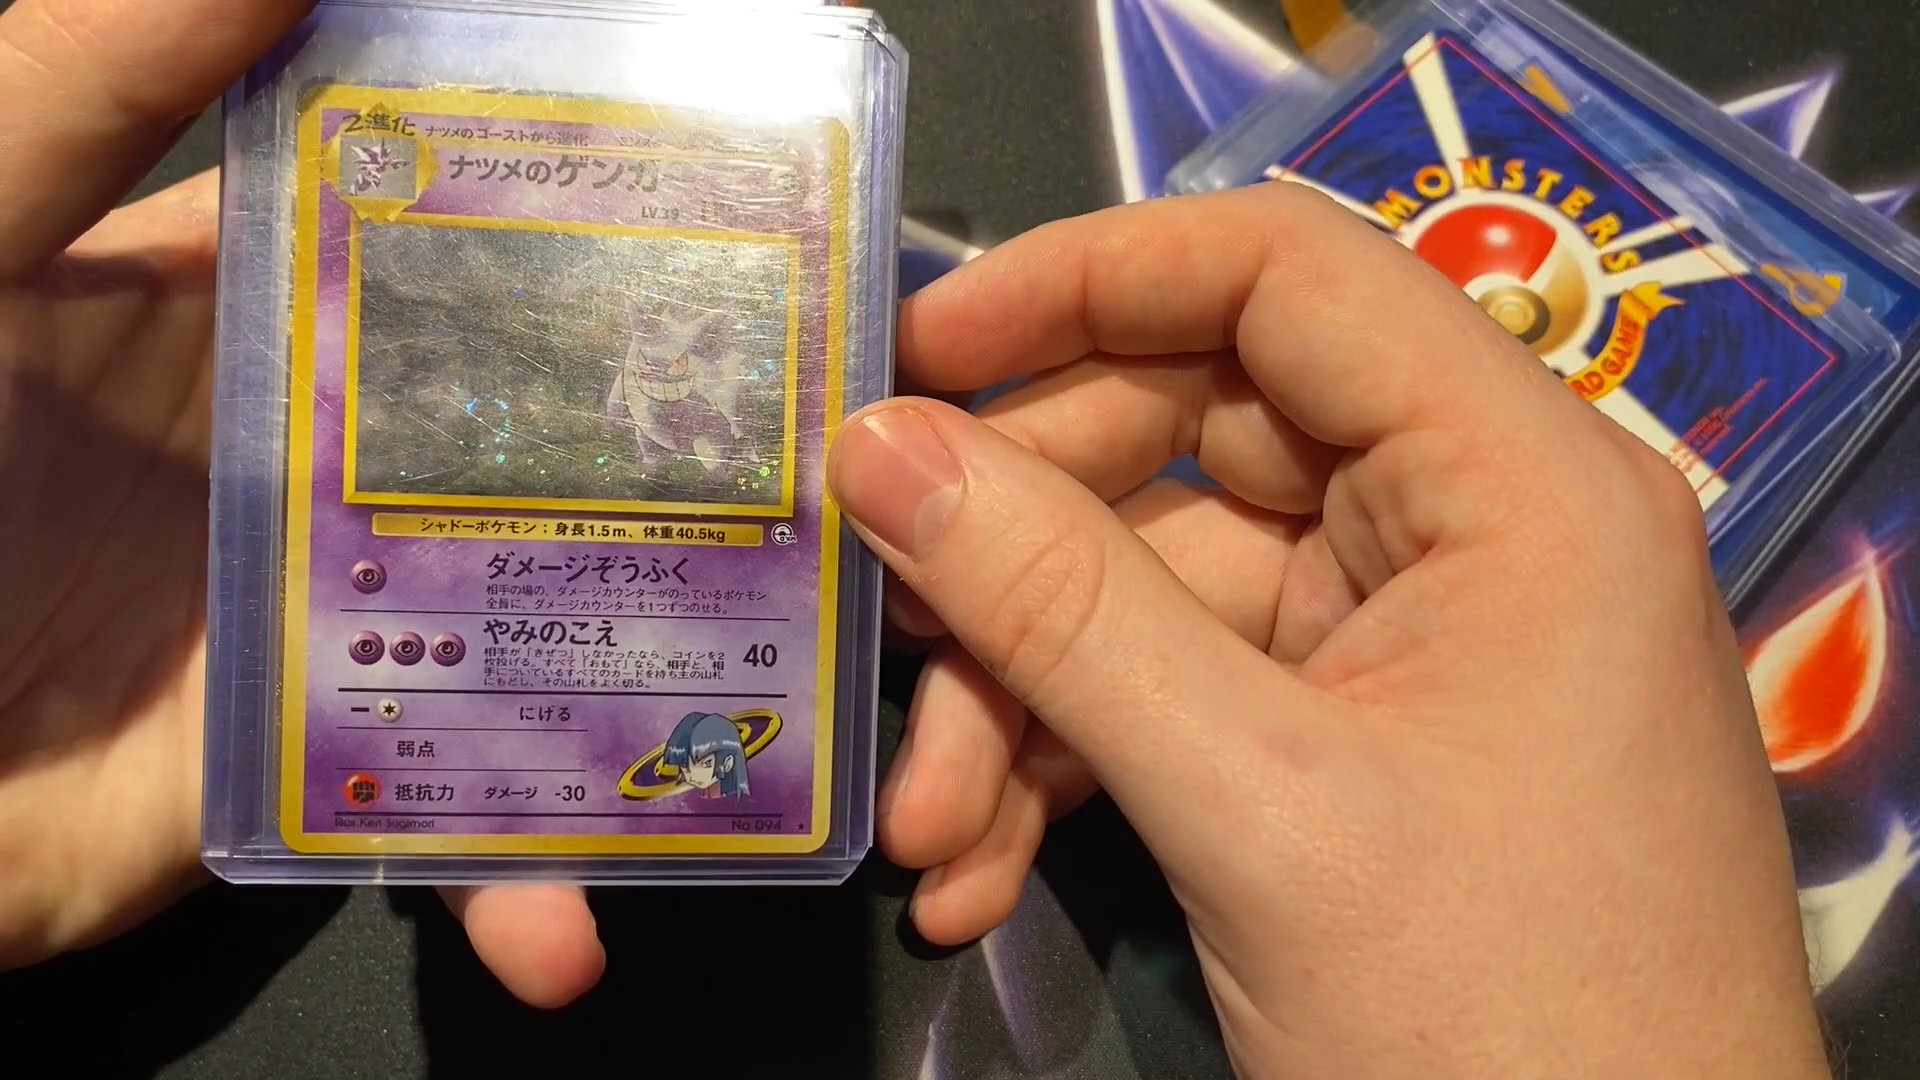 2進化
ナツメのゴーストから進化
ナツメのゲンガー
LV.39
シャドーポケモン：身長1.5m、体重40.5kg
ダメージぞうふく
相手の場の、ダメージカウンターがのっているポケモン
全員に、ダメージカウンターを1つずつのせる。
やみのこえ
40
相手が「きぜつ」しなかったなら、コインを2
枚投げる。すべて「おもて」なら、相手と、相
手についているすべてのカードを持ち主の山札
にもどし、その山札をよく切る。
にげる
弱点
抵抗力 ダメージ -30
Illus. Ken Sugimori
No.094
MONSTERS
RD GAME